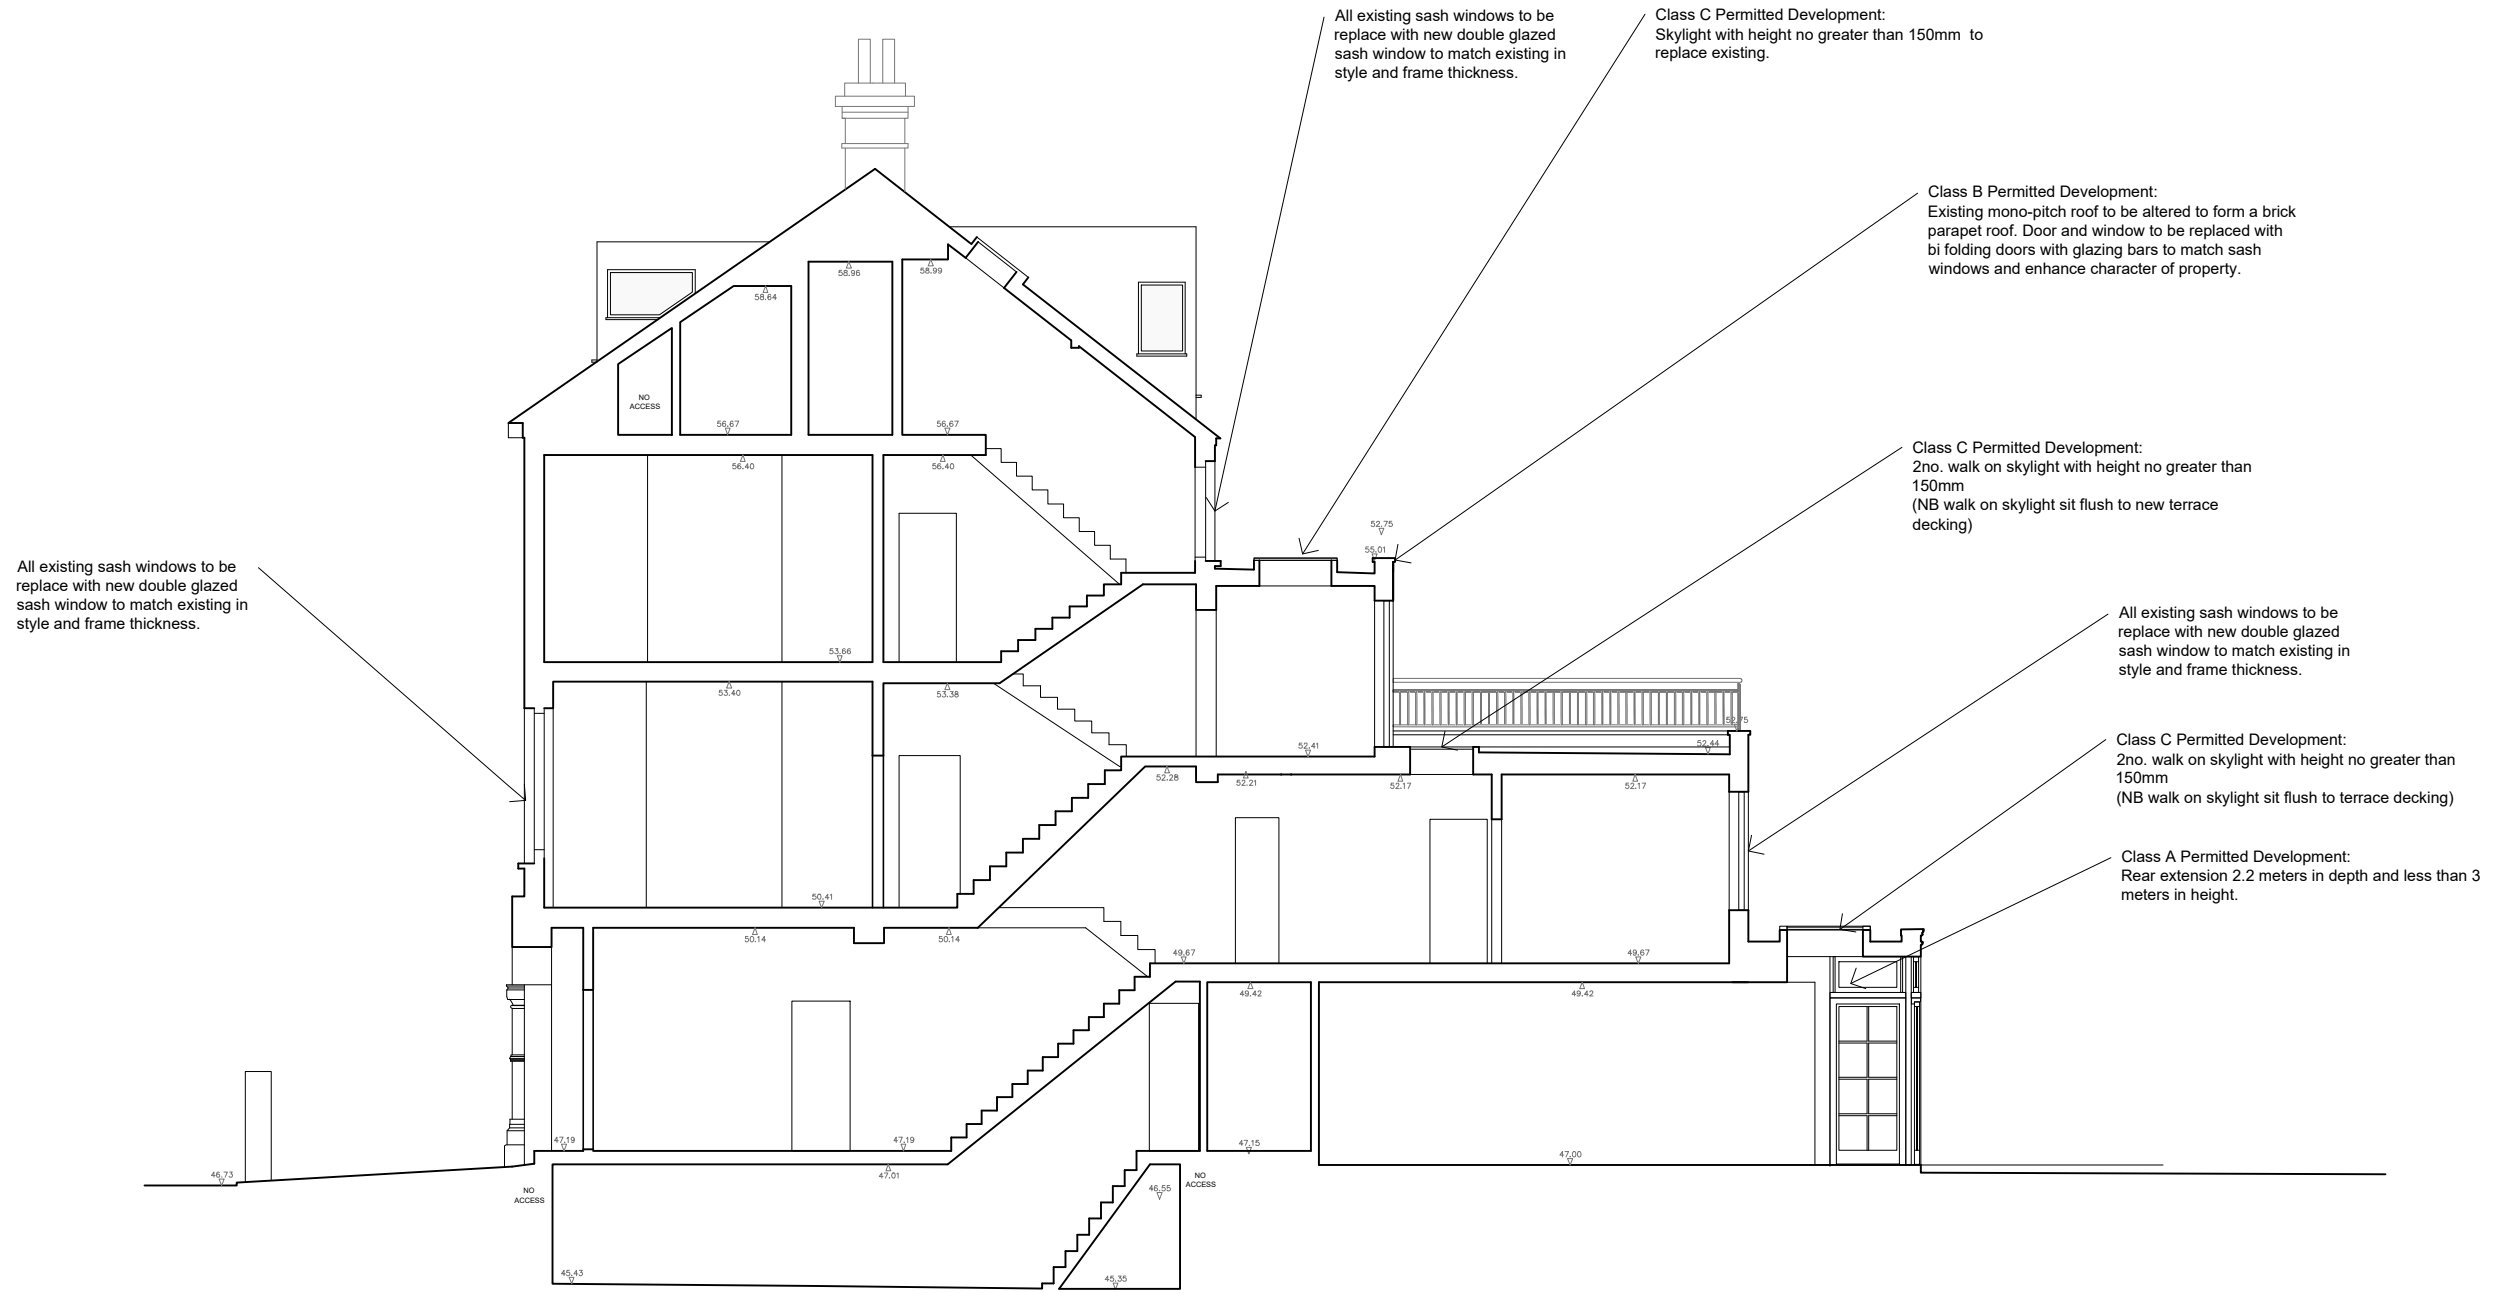 All existing sash windows to be
replace with new double glazed
sash window to match existing in
style and frame thickness.
Class C Permitted Development:
Skylight with height no greater than 150mm to
replace existing.
Class B Permitted Development:
Existing mono-pitch roof to be altered to form a brick
parapet roof. Door and window to be replaced with
bi folding doors with glazing bars to match sash
windows and enhance character of property.
Class C Permitted Development:
2no. walk on skylight with height no greater than
150mm
(NB walk on skylight sit flush to new terrace
decking)
All existing sash windows to be
replace with new double glazed
sash window to match existing in
style and frame thickness.
All existing sash windows to be
replace with new double glazed
sash window to match existing in
style and frame thickness.
Class C Permitted Development:
2no. walk on skylight with height no greater than
150mm
(NB walk on skylight sit flush to terrace decking)
Class A Permitted Development:
Rear extension 2.2 meters in depth and less than 3
meters in height.
58.96
58.99
58.64
NO
ACCESS
56.67
56.67
56.40
56.40
52.75
55.01
53.66
53.40
53.38
52.75
52.41
52.44
52.28
52.21
52.17
52.17
50.41
50.14
50.14
49.67
49.67
49.42
49.42
47.19
47.19
47.15
47.00
46.73
47.01
NO
ACCESS
46.55
NO
ACCESS
45.43
45.35